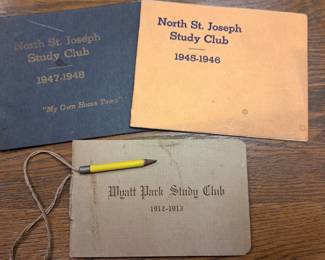 North St. Joseph
Study Club
1947-1948
"My Own Home Town"
North St. Joseph
Study Club
1945-1946
Wyatt Park Study Club
1912-1913